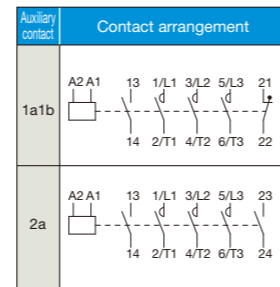 Auxiliary
contact
Contact arrangement
1a1b
A2 A1 13 1/L1 3/L2 5/L3 21
14 2/T1 4/T2 6/T3 22
2a
A2 A1 13 1/L1 3/L2 5/L3 23
14 2/T1 4/T2 6/T3 24